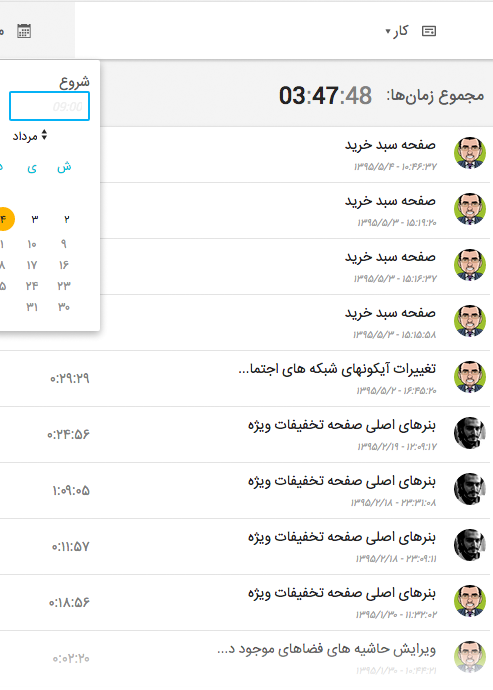 کار
مجموع زمان‌ها: 03:47:48
شروع
09:00
مرداد
ش ی د
۲ ۳ ۴
۹ ۱۰ ۱
۱۶ ۱۷ ۸
۲۳ ۲۴ ۵
۳۰ ۳۱
صفحه سبد خرید
۱۳۹۵/۵/۴ - ۱۰:۴۶:۳۷
صفحه سبد خرید
۱۳۹۵/۵/۳ - ۱۵:۱۹:۲۰
صفحه سبد خرید
۱۳۹۵/۵/۳ - ۱۵:۱۶:۳۷
صفحه سبد خرید
۱۳۹۵/۵/۳ - ۱۵:۱۵:۵۸
تغییرات آیکونهای شبکه های اجتما...
۰:۲۹:۲۹
۱۳۹۵/۵/۲ - ۱۶:۴۵:۲۰
بنرهای اصلی صفحه تخفیفات ویژه
۰:۲۴:۵۶
۱۳۹۵/۲/۱۹ - ۱۲:۰۹:۱۷
بنرهای اصلی صفحه تخفیفات ویژه
۱:۰۹:۰۵
۱۳۹۵/۲/۱۸ - ۲۳:۳۱:۰۸
بنرهای اصلی صفحه تخفیفات ویژه
۰:۱۱:۵۷
۱۳۹۵/۲/۱۸ - ۲۳:۰۹:۱۱
بنرهای اصلی صفحه تخفیفات ویژه
۰:۱۸:۵۶
۱۳۹۵/۱/۳۰ - ۱۱:۳۲:۰۲
ویرایش حاشیه های فضاهای موجود د...
۰:۰۲:۲۰
۱۳۹۵/۱/۳۰ - ۱۰:۴۴:۲۱